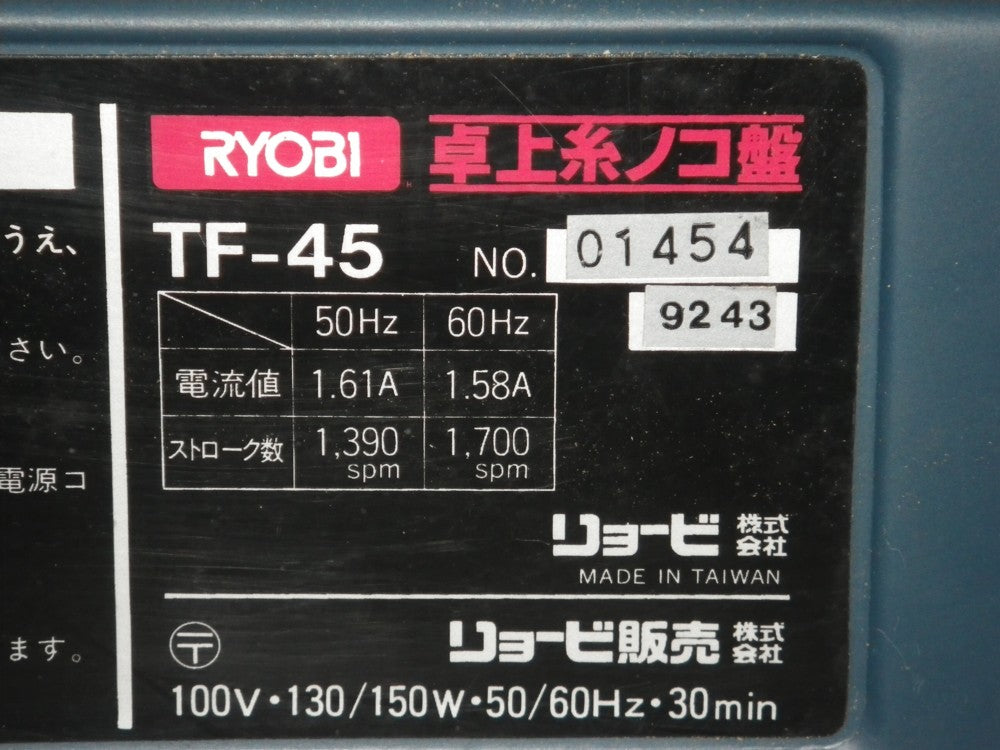 うえ、
さい。
電源コ
ます。
RYOBI 卓上糸ノコ盤
TF-45 NO. 01454
9243
50Hz 60Hz
電流値 1.61A 1.58A
ストローク数 1,390 spm 1,700 spm
リョービ 株式会社
MADE IN TAIWAN
〒 リョービ販売 株式会社
100V・130/150W・50/60Hz・30min